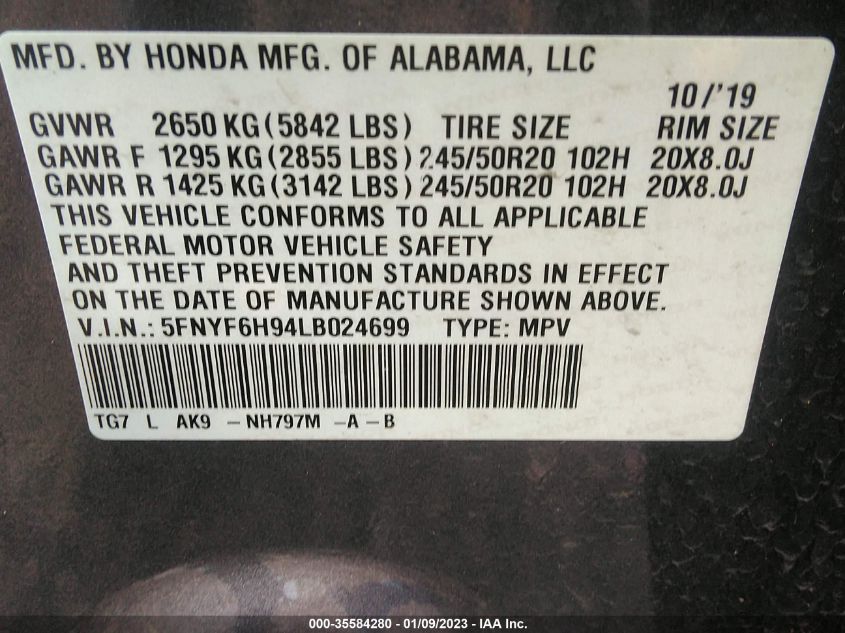 MFD. BY HONDA MFG. OF ALABAMA, LLC
10/'19
GVWR 2650 KG(5842 LBS) TIRE SIZE RIM SIZE
GAWR F 1295 KG(2855 LBS) 245/50R20 102H 20X8.0J
GAWR R 1425 KG(3142 LBS) 245/50R20 102H 20X8.0J
THIS VEHICLE CONFORMS TO ALL APPLICABLE
FEDERAL MOTOR VEHICLE SAFETY
AND THEFT PREVENTION STANDARDS IN EFFECT
ON THE DATE OF MANUFACTURE SHOWN ABOVE.
V.I.N.: 5FNYF6H94LB024699 TYPE: MPV
TG7 L AK9 –NH797M –A –B
000-35584280 - 01/09/2023 - IAA Inc.